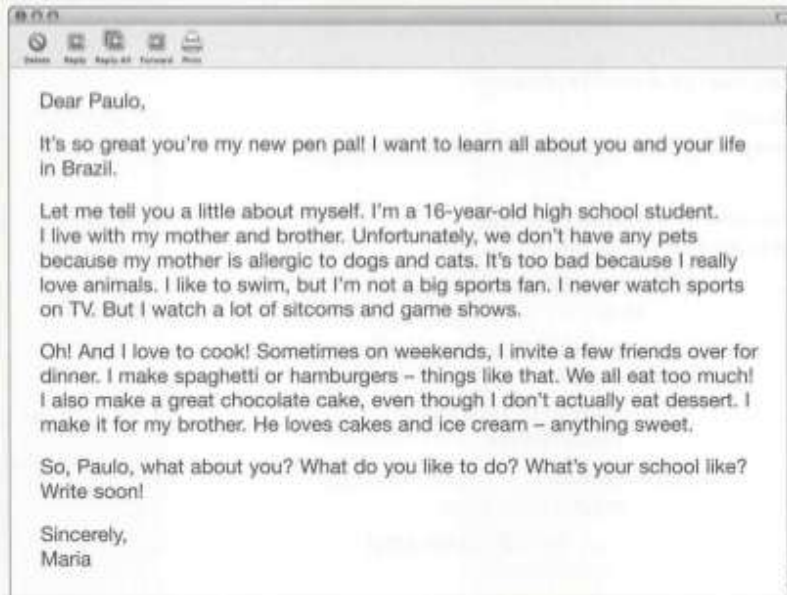 Delete Reply Reply All Forward Print
Dear Paulo,
It's so great you're my new pen pal! I want to learn all about you and your life
in Brazil.
Let me tell you a little about myself. I'm a 16-year-old high school student.
I live with my mother and brother. Unfortunately, we don't have any pets
because my mother is allergic to dogs and cats. It's too bad because I really
love animals. I like to swim, but I'm not a big sports fan. I never watch sports
on TV. But I watch a lot of sitcoms and game shows.
Oh! And I love to cook! Sometimes on weekends, I invite a few friends over for
dinner. I make spaghetti or hamburgers – things like that. We all eat too much!
I also make a great chocolate cake, even though I don't actually eat dessert. I
make it for my brother. He loves cakes and ice cream – anything sweet.
So, Paulo, what about you? What do you like to do? What's your school like?
Write soon!
Sincerely,
Maria